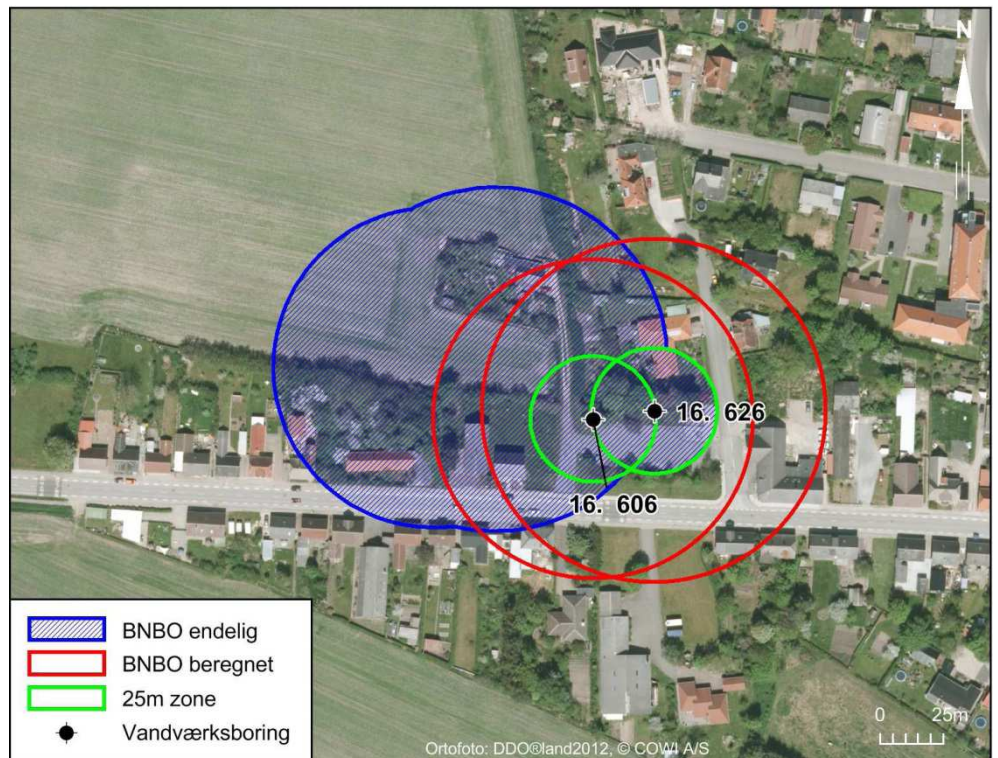 N
16. 626
16. 606
BNBO endelig
BNBO beregnet
25m zone
Vandværksboring
0 25m
Ortofoto: DDO®land2012, © COWI A/S